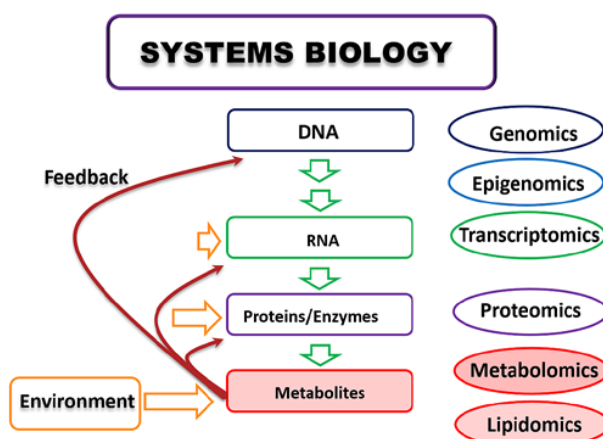 SYSTEMS BIOLOGY
DNA
Genomics
Feedback
Epigenomics
RNA
Transcriptomics
Proteins/Enzymes
Proteomics
Metabolomics
Environment
Metabolites
Lipidomics